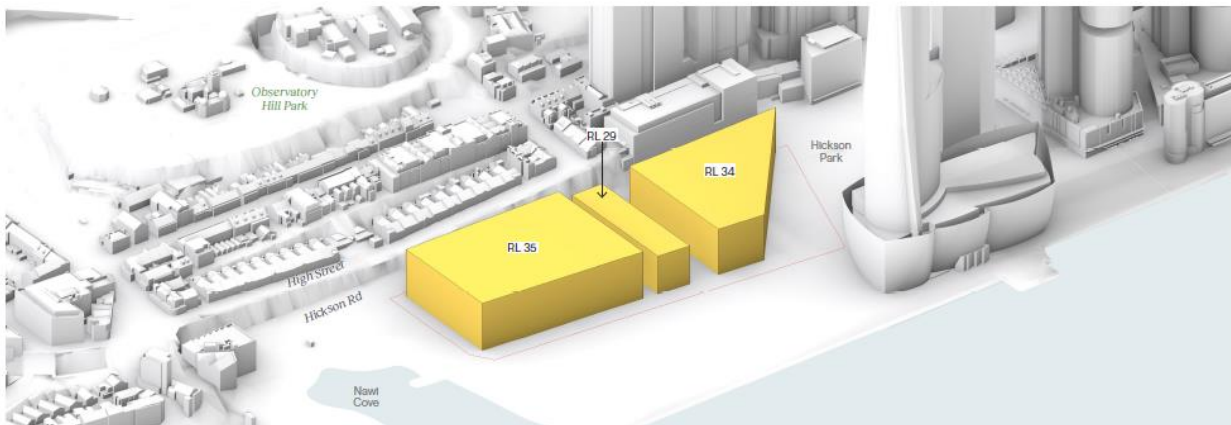 Observatory
Hill Park
RL 29
RL 34
Hickson
Park
RL 35
High Street
Hickson Rd
Nawi
Cove